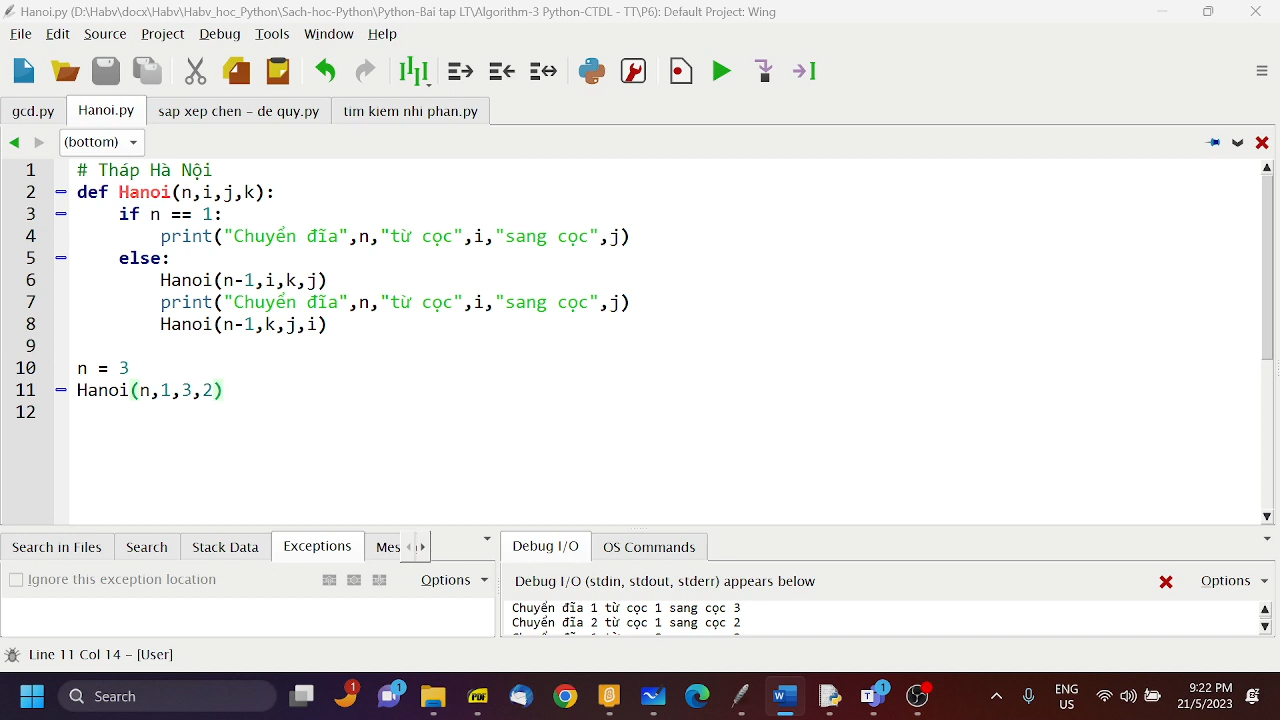 Hanoi.py (D:\Habv\docx\Habv\Habv_hoc_Python\Sach-hoc-Python\Python-Bai tap LT\Algorithm-3 Python-CTDL - TT\P6): Default Project: Wing
File Edit Source Project Debug Tools Window Help
gcd.py Hanoi.py sap xep chen – de quy.py tim kiem nhi phan.py
(bottom)
1 # Tháp Hà Nội
2 def Hanoi(n,i,j,k):
3 if n == 1:
4 print("Chuyển đĩa",n,"từ cọc",i,"sang cọc",j)
5 else:
6 Hanoi(n-1,i,k,j)
7 print("Chuyển đĩa",n,"từ cọc",i,"sang cọc",j)
8 Hanoi(n-1,k,j,i)
9
10 n = 3
11 Hanoi(n,1,3,2)
12
Search in Files Search Stack Data Exceptions Mes Debug I/O OS Commands
Ignore this exception location Options Debug I/O (stdin, stdout, stderr) appears below Options
Chuyển đĩa 1 từ cọc 1 sang cọc 3
Chuyển đĩa 2 từ cọc 1 sang cọc 2
Line 11 Col 14 – [User]
Search 1 1 PDF 1 ENG US 9:22 PM 21/5/2023